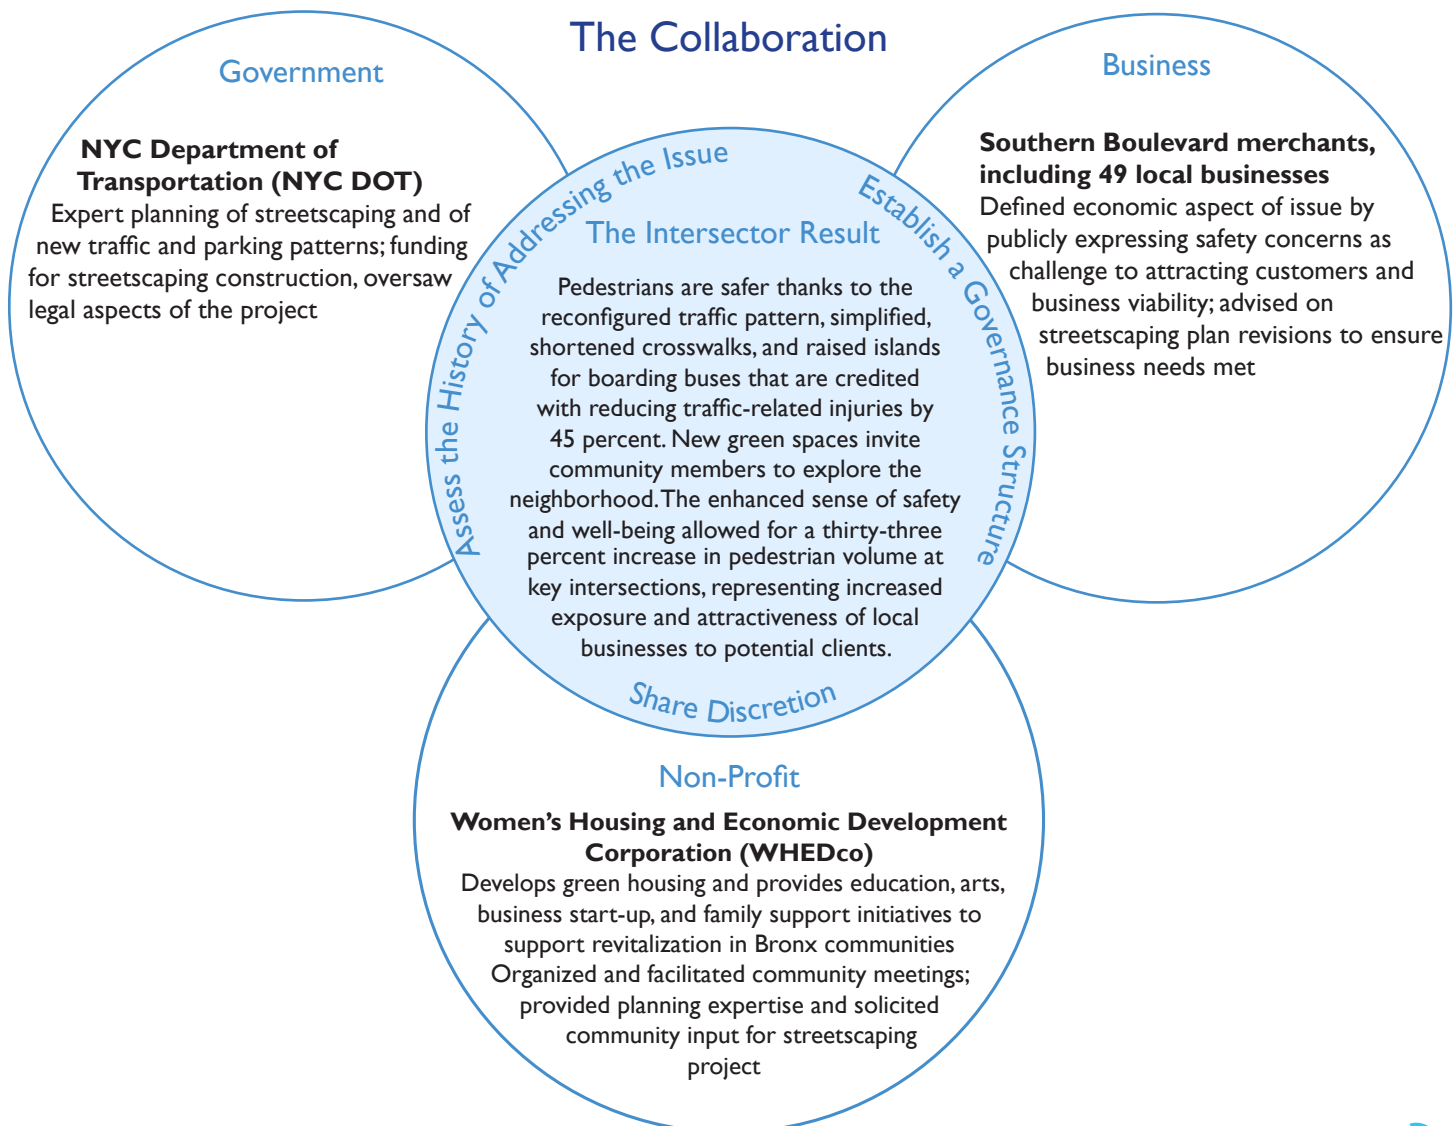 The Collaboration
Government
NYC Department of
Transportation (NYC DOT)
Expert planning of streetscaping and of
new traffic and parking patterns; funding
for streetscaping construction, oversaw
legal aspects of the project
Business
Southern Boulevard merchants,
including 49 local businesses
Defined economic aspect of issue by
publicly expressing safety concerns as
challenge to attracting customers and
business viability; advised on
streetscaping plan revisions to ensure
business needs met
Assess the History of Addressing the Issue
Establish a Governance Structure
The Intersector Result
Pedestrians are safer thanks to the
reconfigured traffic pattern, simplified,
shortened crosswalks, and raised islands
for boarding buses that are credited
with reducing traffic-related injuries by
45 percent. New green spaces invite
community members to explore the
neighborhood. The enhanced sense of safety
and well-being allowed for a thirty-three
percent increase in pedestrian volume at
key intersections, representing increased
exposure and attractiveness of local
businesses to potential clients.
Share Discretion
Non-Profit
Women’s Housing and Economic Development
Corporation (WHEDco)
Develops green housing and provides education, arts,
business start-up, and family support initiatives to
support revitalization in Bronx communities
Organized and facilitated community meetings;
provided planning expertise and solicited
community input for streetscaping
project